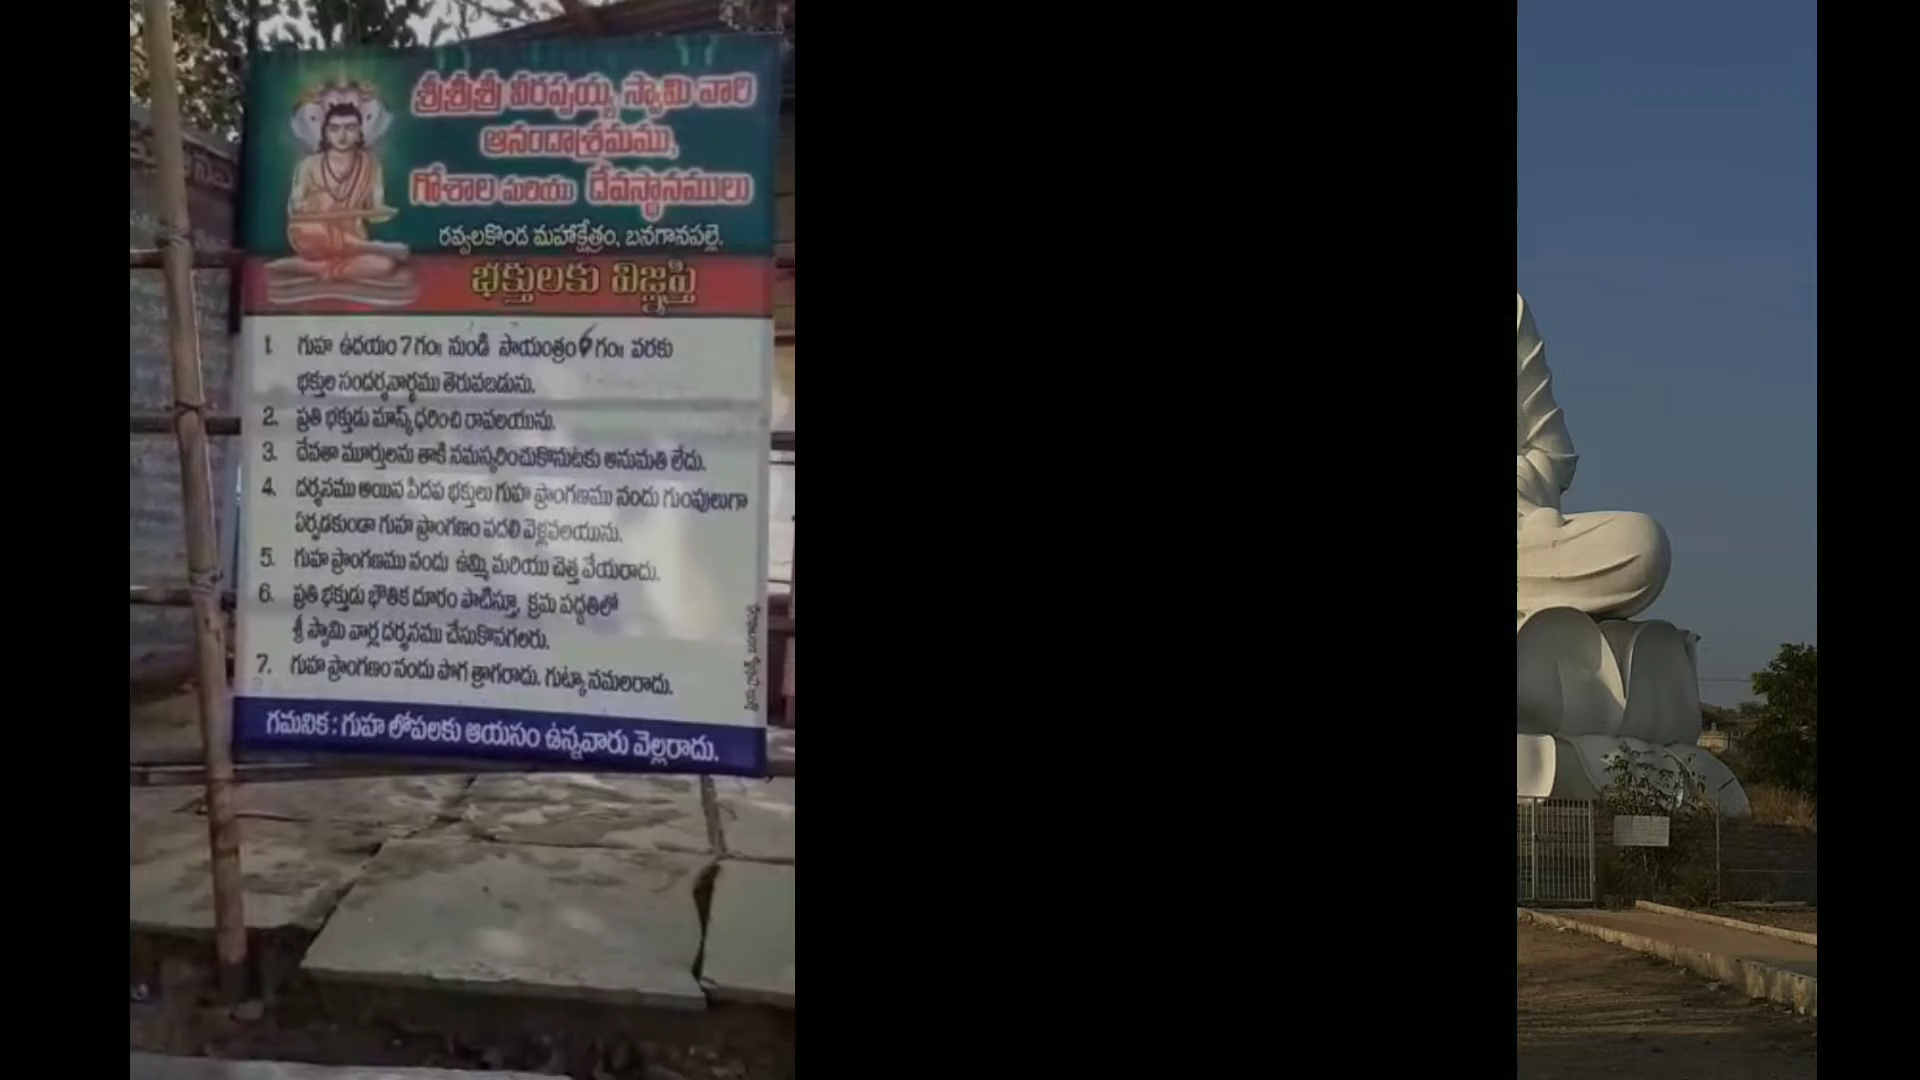 శ్రీశ్రీశ్రీ వీరప్పయ్య స్వామి వారి
ఆనందాశ్రమము,
గోశాల మరియు దేవస్థానములు
రవ్వలకొండ మహాక్షేత్రం, బనగానపల్లె.
భక్తులకు విజ్ఞప్తి
1. గుహ ఉదయం 7 గం॥ నుండి సాయంత్రం 6 గం॥ వరకు
భక్తుల సందర్శనార్థము తెరువబడును.
2. ప్రతి భక్తుడు మాస్క్ ధరించి రావలయును.
3. దేవతా మూర్తులను తాకి నమస్కరించుకొనుటకు అనుమతి లేదు.
4. దర్శనము అయిన పిదప భక్తులు గుహ ప్రాంగణము నందు గుంపులుగా
ఏర్పడకుండా గుహ ప్రాంగణం వదలి వెళ్లవలయును.
5. గుహ ప్రాంగణము నందు ఉమ్మి మరియు చెత్త వేయరాదు.
6. ప్రతి భక్తుడు భౌతిక దూరం పాటిస్తూ, క్రమ పద్దతిలో
శ్రీ స్వామి వార్ల దర్శనము చేసుకొనగలరు.
7. గుహ ప్రాంగణం నందు పొగ త్రాగరాదు. గుట్కా నమలరాదు.
గమనిక : గుహ లోపలకు ఆయసం ఉన్నవారు వెల్లరాదు.